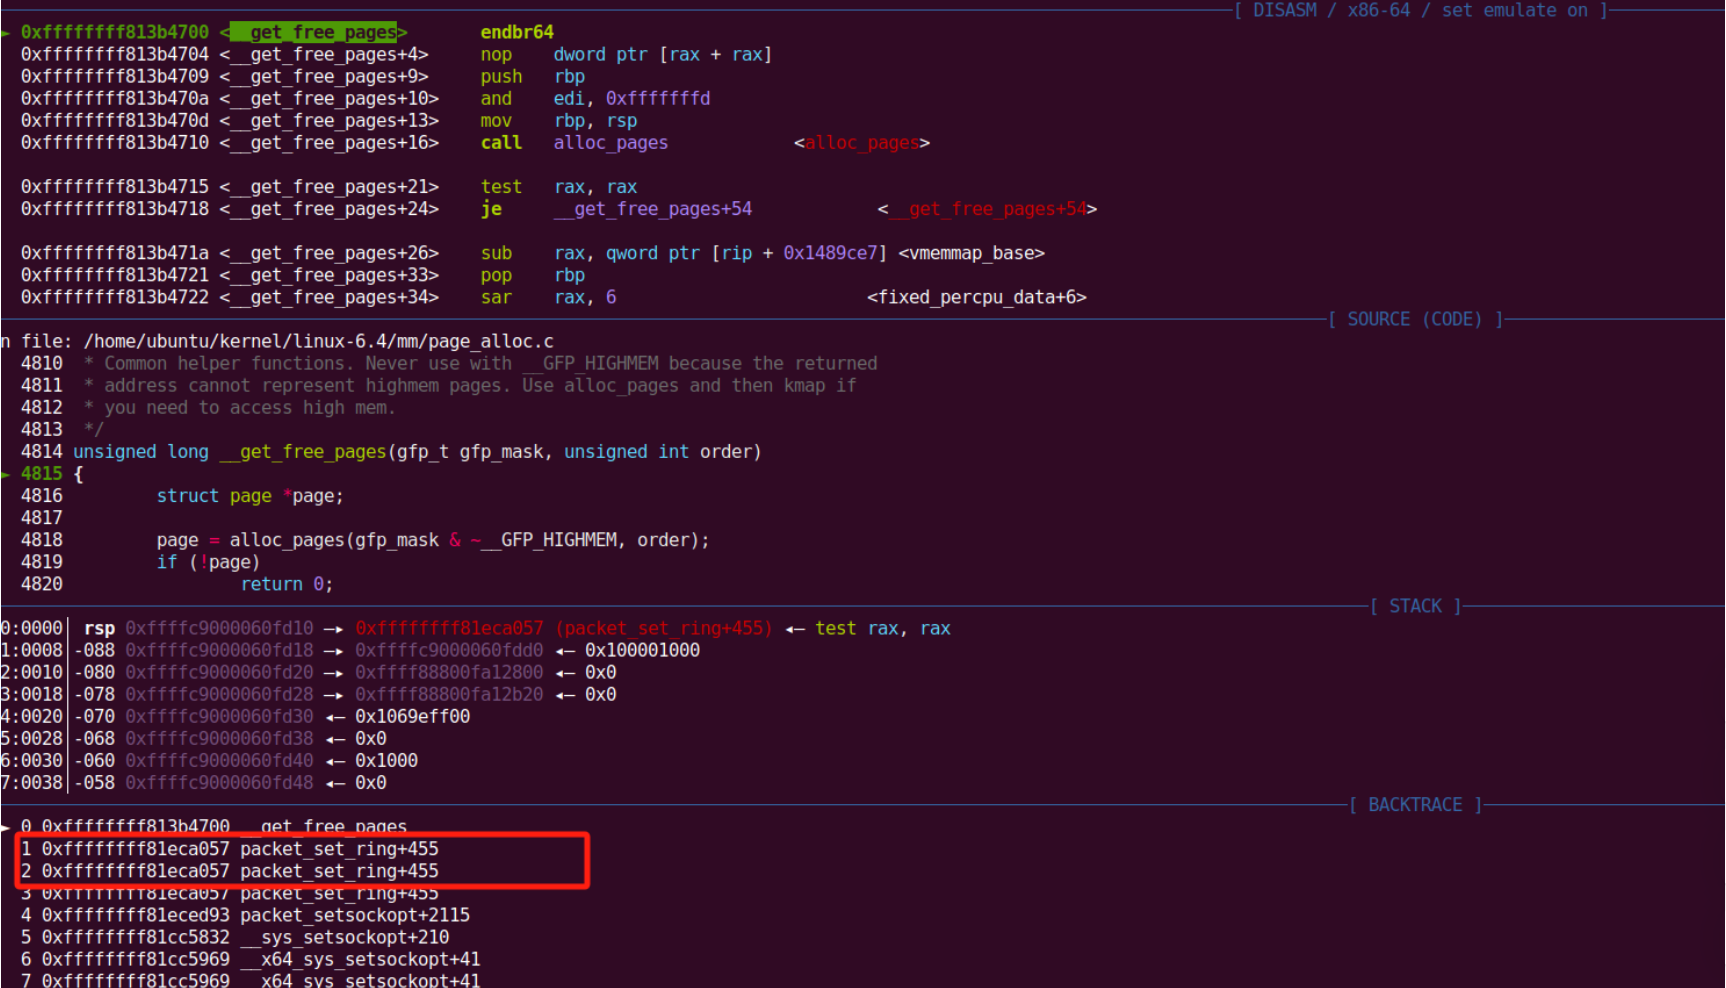 [ DISASM / x86-64 / set emulate on ]
► 0xffffffff813b4700 <__get_free_pages> endbr64
0xffffffff813b4704 <__get_free_pages+4> nop dword ptr [rax + rax]
0xffffffff813b4709 <__get_free_pages+9> push rbp
0xffffffff813b470a <__get_free_pages+10> and edi, 0xfffffffd
0xffffffff813b470d <__get_free_pages+13> mov rbp, rsp
0xffffffff813b4710 <__get_free_pages+16> call alloc_pages <alloc_pages>
0xffffffff813b4715 <__get_free_pages+21> test rax, rax
0xffffffff813b4718 <__get_free_pages+24> je __get_free_pages+54 <__get_free_pages+54>
0xffffffff813b471a <__get_free_pages+26> sub rax, qword ptr [rip + 0x1489ce7] <vmemmap_base>
0xffffffff813b4721 <__get_free_pages+33> pop rbp
0xffffffff813b4722 <__get_free_pages+34> sar rax, 6 <fixed_percpu_data+6>
[ SOURCE (CODE) ]
n file: /home/ubuntu/kernel/linux-6.4/mm/page_alloc.c
4810 * Common helper functions. Never use with __GFP_HIGHMEM because the returned
4811 * address cannot represent highmem pages. Use alloc_pages and then kmap if
4812 * you need to access high mem.
4813 */
4814 unsigned long __get_free_pages(gfp_t gfp_mask, unsigned int order)
► 4815 {
4816 struct page *page;
4817
4818 page = alloc_pages(gfp_mask & ~__GFP_HIGHMEM, order);
4819 if (!page)
4820 return 0;
[ STACK ]
0:0000│ rsp 0xffffc9000060fd10 —▸ 0xffffffff81eca057 (packet_set_ring+455) ◂— test rax, rax
1:0008│-088 0xffffc9000060fd18 —▸ 0xffffc9000060fdd0 ◂— 0x100001000
2:0010│-080 0xffffc9000060fd20 —▸ 0xffff88800fa12800 ◂— 0x0
3:0018│-078 0xffffc9000060fd28 —▸ 0xffff88800fa12b20 ◂— 0x0
4:0020│-070 0xffffc9000060fd30 ◂— 0x1069eff00
5:0028│-068 0xffffc9000060fd38 ◂— 0x0
6:0030│-060 0xffffc9000060fd40 ◂— 0x1000
7:0038│-058 0xffffc9000060fd48 ◂— 0x0
[ BACKTRACE ]
► 0 0xffffffff813b4700 __get_free_pages
1 0xffffffff81eca057 packet_set_ring+455
2 0xffffffff81eca057 packet_set_ring+455
3 0xffffffff81eca057 packet_set_ring+455
4 0xffffffff81eced93 packet_setsockopt+2115
5 0xffffffff81cc5832 __sys_setsockopt+210
6 0xffffffff81cc5969 __x64_sys_setsockopt+41
7 0xffffffff81cc5969 __x64_sys_setsockopt+41